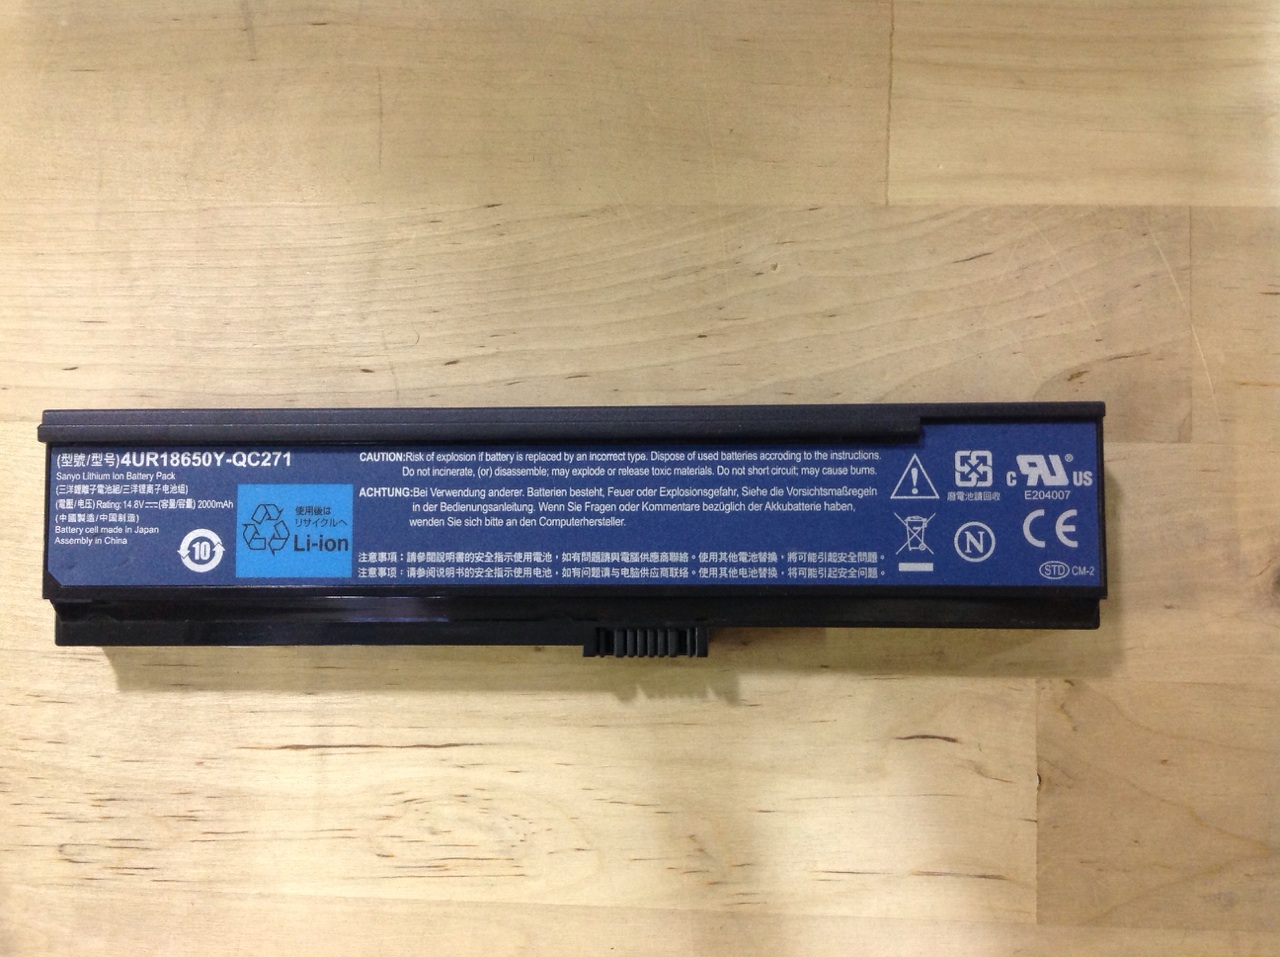 (型號/型号)4UR18650Y-QC271
Sanyo Lithium Ion Battery Pack
(三洋鋰離子電池組/三洋锂离子电池组)
(電壓/电压) Rating: 14.8V⎓(容量/容量) 2000mAh
(中國製造/中国制造)
Battery cell made in Japan
Assembly in China
10
使用後は
リサイクルへ
Li-ion
CAUTION:Risk of explosion if battery is replaced by an incorrect type. Dispose of used batteries according to the instructions.
Do not incinerate, (or) disassemble; may explode or release toxic materials. Do not short circuit; may cause burns.
ACHTUNG:Bei Verwendung anderer. Batterien besteht, Feuer oder Explosionsgefahr, Siehe die Vorsichtsmaßregeln
in der Bedienungsanleitung. Wenn Sie Fragen oder Kommentare bezüglich der Akkubatterie haben,
wenden Sie sich bitte an den Computerhersteller.
注意事項：請參閱說明書的安全指示使用電池，如有問題請與電腦供應商聯絡。使用其他電池替換，將可能引起安全問題。
注意事项：请参阅说明书的安全指示使用电池，如有问题请与电脑供应商联络。使用其他电池替换，将可能引起安全问题。
廢電池請回收
c RU ® US
E204007
N
CE
STD CM-2